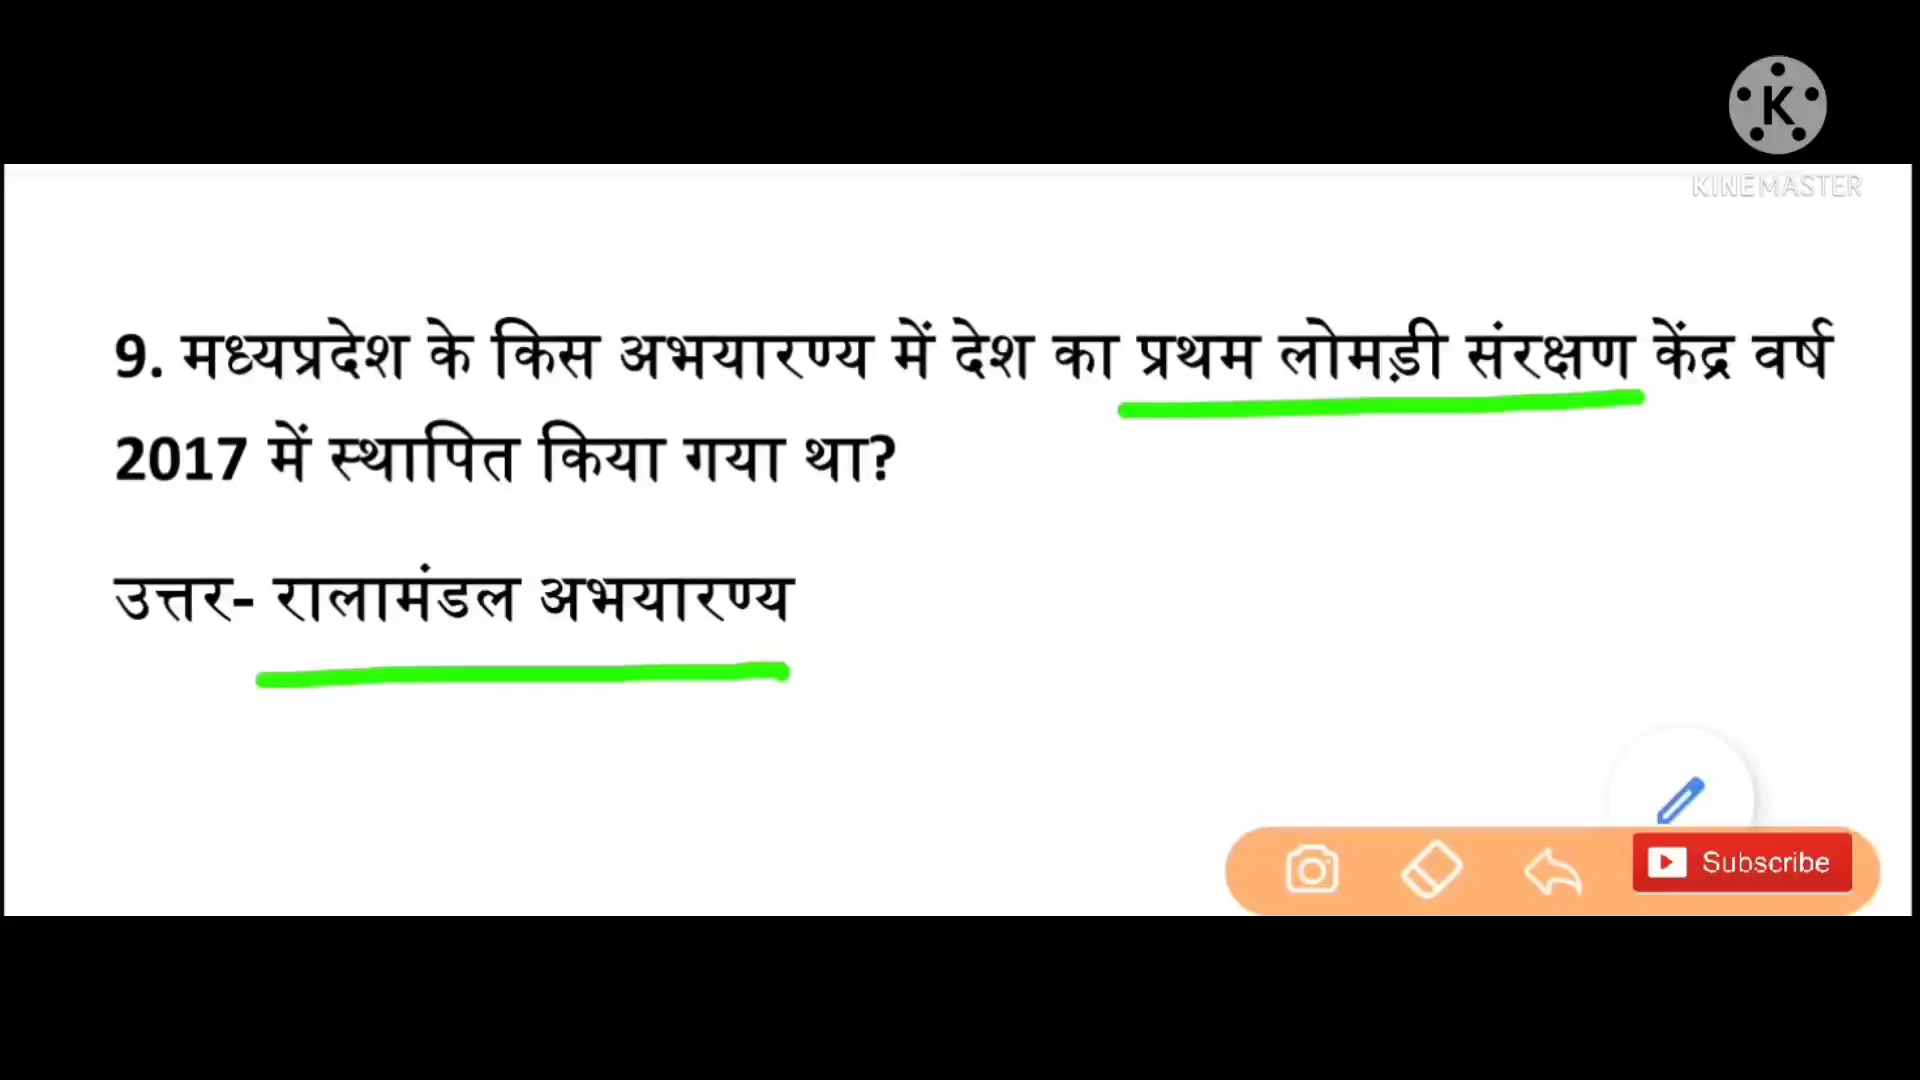 K
KINEMASTER
9. मध्यप्रदेश के किस अभयारण्य में देश का प्रथम लोमड़ी संरक्षण केंद्र वर्ष
2017 में स्थापित किया गया था?
उत्तर- रालामंडल अभयारण्य
Subscribe